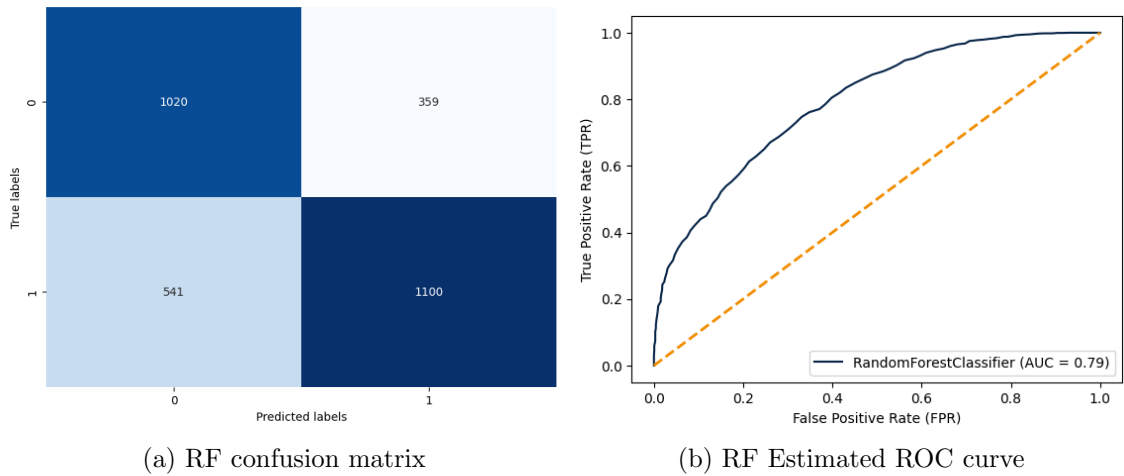 True labels
0
1
1020
359
541
1100
0
1
Predicted labels
(a) RF confusion matrix
True Positive Rate (TPR)
1.0
0.8
0.6
0.4
0.2
0.0
RandomForestClassifier (AUC = 0.79)
0.0
0.2
0.4
0.6
0.8
1.0
False Positive Rate (FPR)
(b) RF Estimated ROC curve